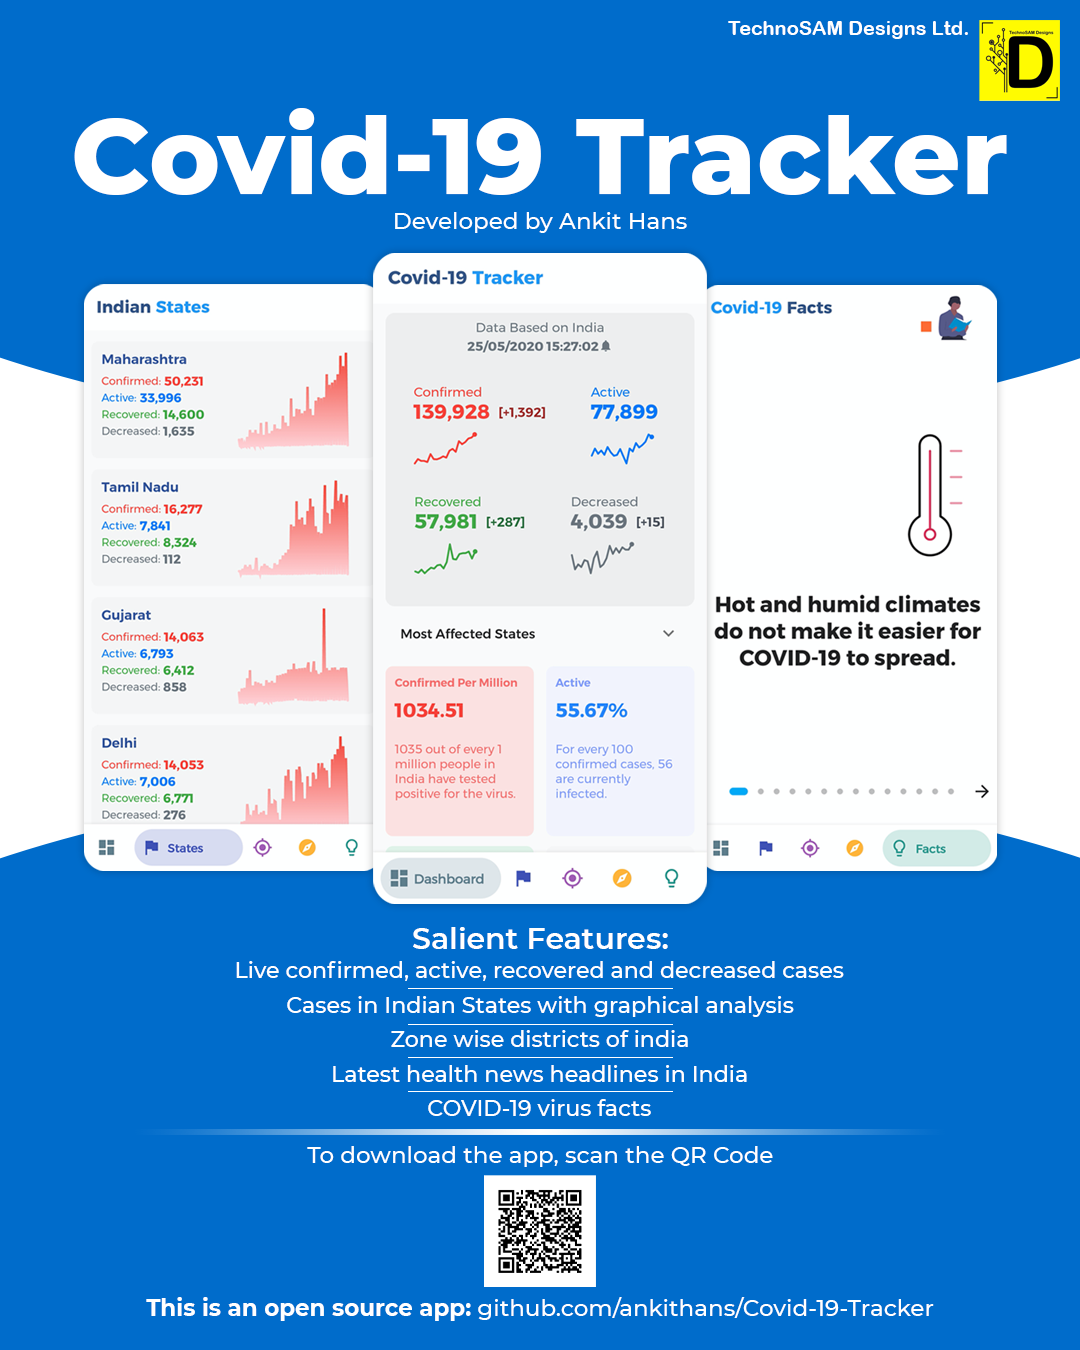 TechnoSAM Designs Ltd.
TechnoSAM Designs
D
Covid-19 Tracker
Developed by Ankit Hans
Indian States
Maharashtra
Confirmed: 50,231
Active: 33,996
Recovered: 14,600
Decreased: 1,635
Tamil Nadu
Confirmed: 16,277
Active: 7,841
Recovered: 8,324
Decreased: 112
Gujarat
Confirmed: 14,063
Active: 6,793
Recovered: 6,412
Decreased: 858
Delhi
Confirmed: 14,053
Active: 7,006
Recovered: 6,771
Decreased: 276
States
Covid-19 Tracker
Data Based on India
25/05/2020 15:27:02
Confirmed
139,928 [+1,392]
Active
77,899
Recovered
57,981 [+287]
Decreased
4,039 [+15]
Most Affected States
Confirmed Per Million
1034.51
1035 out of every 1
million people in
India have tested
positive for the virus.
Active
55.67%
For every 100
confirmed cases, 56
are currently
infected.
Dashboard
Covid-19 Facts
Hot and humid climates
do not make it easier for
COVID-19 to spread.
Facts
Salient Features:
Live confirmed, active, recovered and decreased cases
Cases in Indian States with graphical analysis
Zone wise districts of india
Latest health news headlines in India
COVID-19 virus facts
To download the app, scan the QR Code
This is an open source app: github.com/ankithans/Covid-19-Tracker